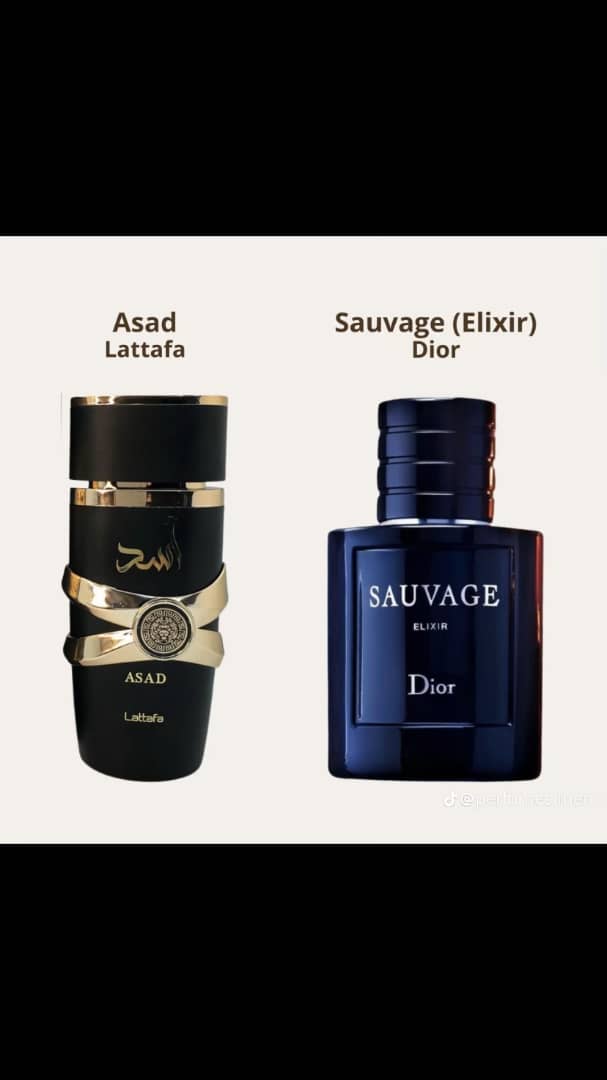 Asad
Lattafa
Sauvage (Elixir)
Dior
أسد
ASAD
Lattafa
SAUVAGE
ELIXIR
Dior